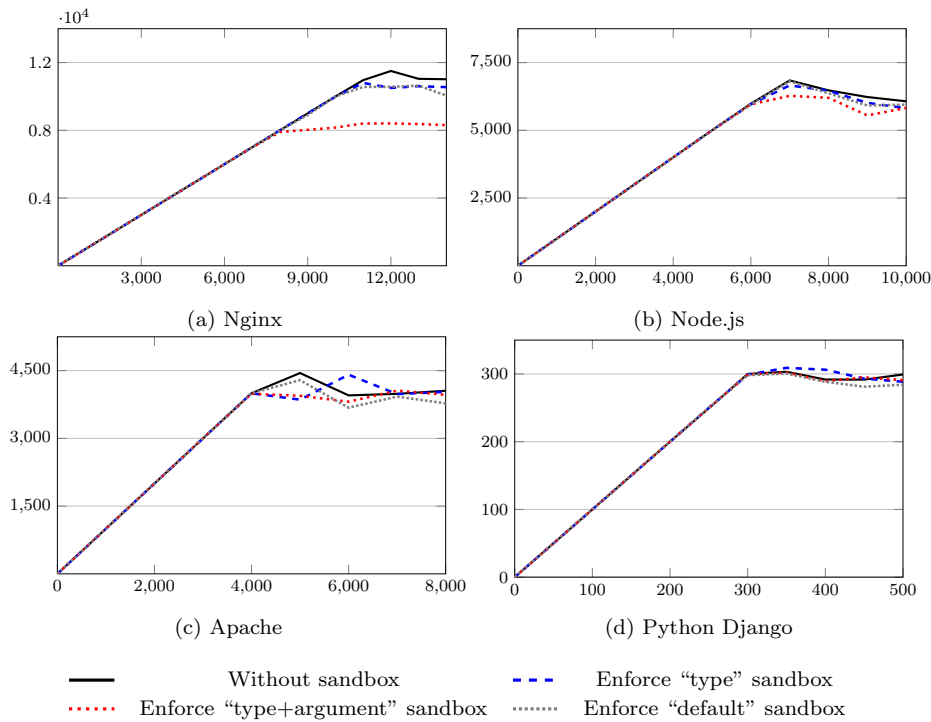 ·10⁴
1.2
0.8
0.4
3,000 6,000 9,000 12,000
(a) Nginx
7,500
5,000
2,500
0 2,000 4,000 6,000 8,000 10,000
(b) Node.js
4,500
3,000
1,500
0 2,000 4,000 6,000 8,000
(c) Apache
300
200
100
0
0 100 200 300 400 500
(d) Python Django
Without sandbox Enforce “type” sandbox
Enforce “type+argument” sandbox Enforce “default” sandbox